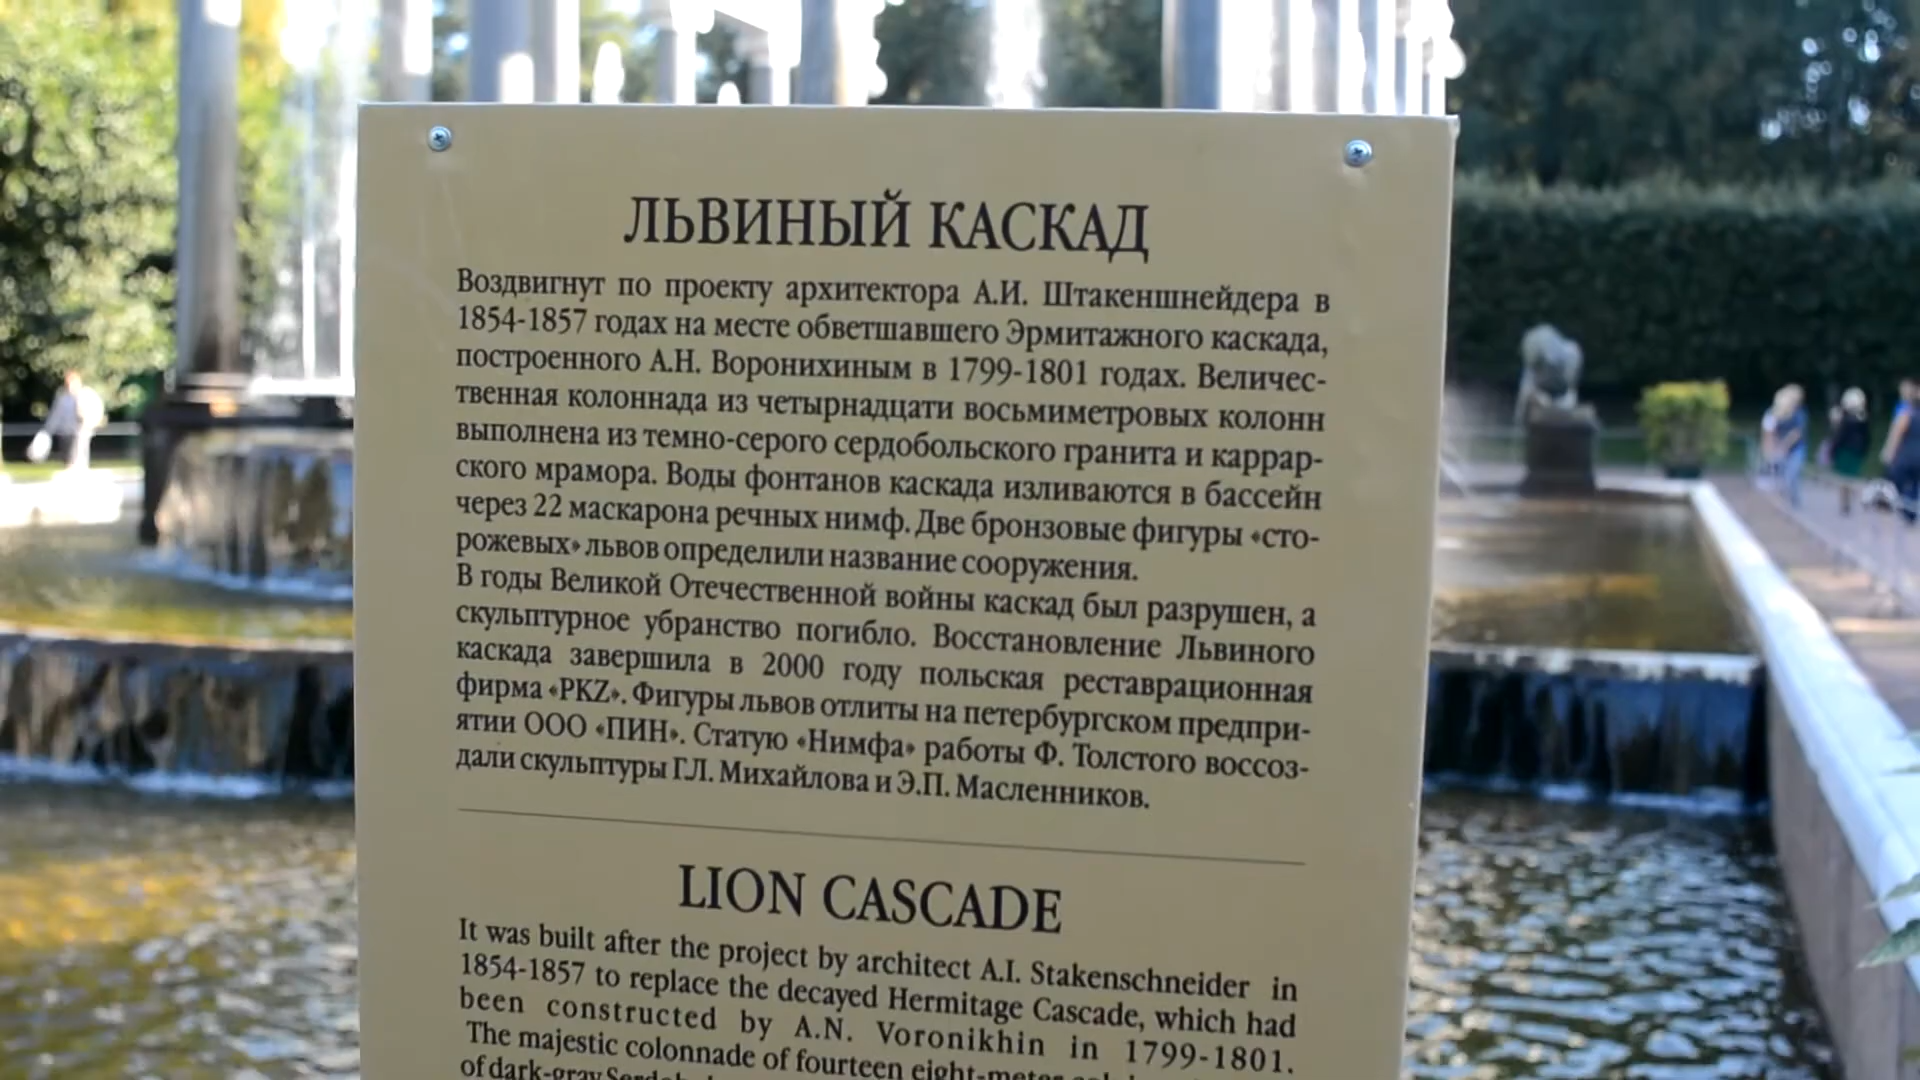 ЛЬВИНЫЙ КАСКАД
Воздвигнут по проекту архитектора А.И. Штакеншнейдера в
1854-1857 годах на месте обветшавшего Эрмитажного каскада,
построенного А.Н. Воронихиным в 1799-1801 годах. Величес-
твенная колоннада из четырнадцати восьмиметровых колонн
выполнена из темно-серого сердобольского гранита и каррар-
ского мрамора. Воды фонтанов каскада изливаются в бассейн
через 22 маскарона речных нимф. Две бронзовые фигуры «сто-
рожевых» львов определили название сооружения.
В годы Великой Отечественной войны каскад был разрушен, а
скульптурное убранство погибло. Восстановление Львиного
каскада завершила в 2000 году польская реставрационная
фирма «PKZ». Фигуры львов отлиты на петербургском предпри-
ятии ООО «ПИН». Статую «Нимфа» работы Ф. Толстого воссоз-
дали скульптуры Г.Л. Михайлова и Э.П. Масленников.
LION CASCADE
It was built after the project by architect A.I. Stakenschneider in
1854-1857 to replace the decayed Hermitage Cascade, which had
been constructed by A.N. Voronikhin in 1799-1801.
The majestic colonnade of fourteen eight-meter
of dark-gray